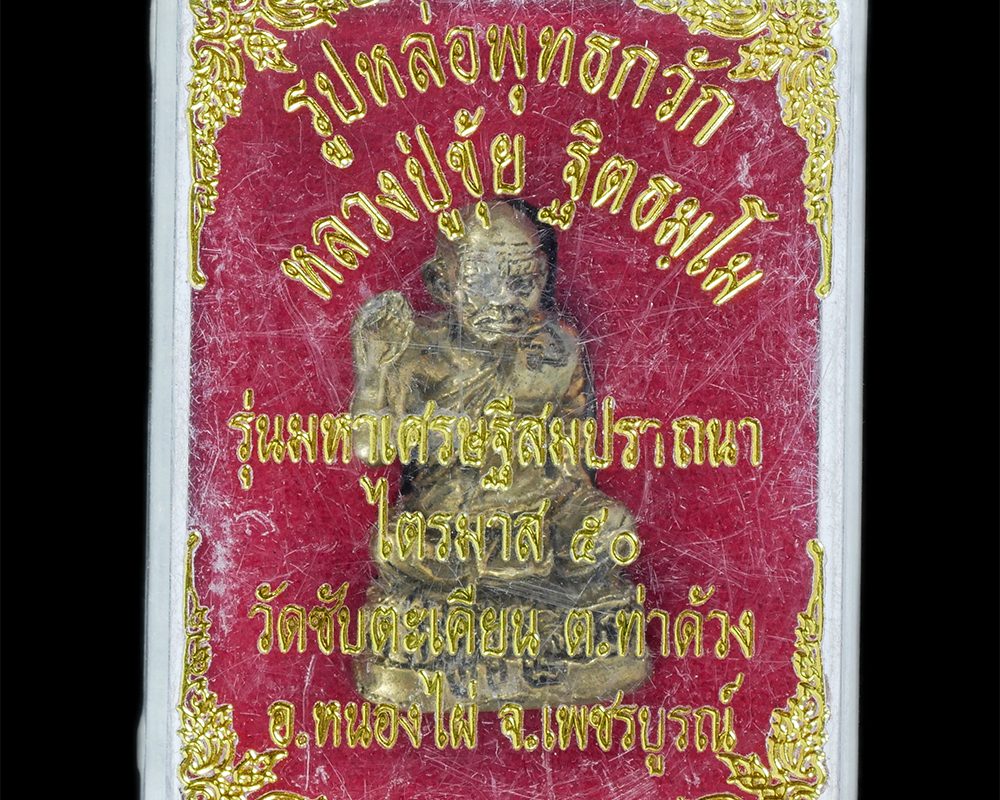 รูปหล่อพุทธกวัก
หลวงปู่ขุ้ย ฐิตธมฺโม
รุ่นมหาเศรษฐีสมปราถนา
ไตรมาส ๕๐
วัดซับตะเคียน ต.ท่าด้วง
อ.หนองไผ่ จ.เพชรบูรณ์